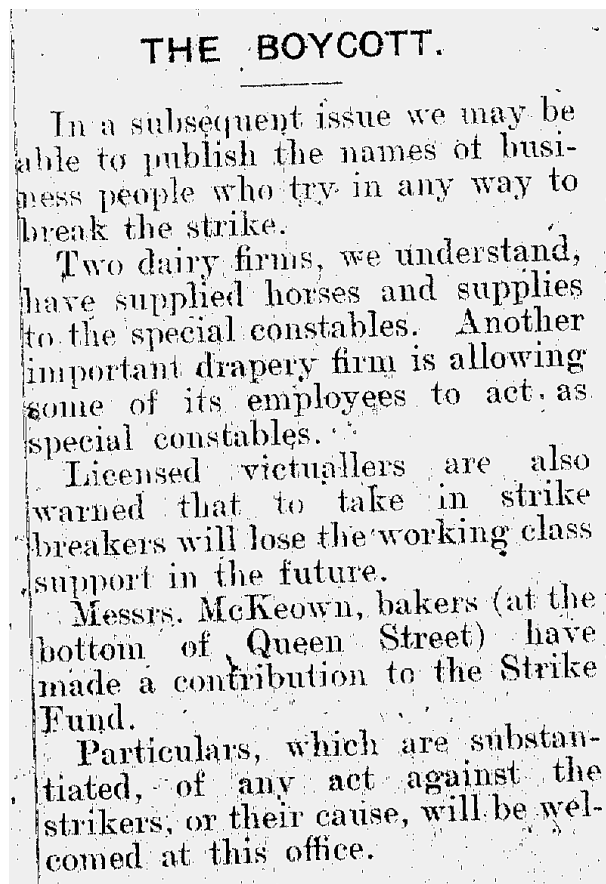 THE BOYCOTT.
In a subsequent issue we may be
able to publish the names of busi-
ness people who try in any way to
break the strike.
Two dairy firms, we understand,
have supplied horses and supplies
to the special constables. Another
important drapery firm is allowing
some of its employees to act as
special constables.
Licensed victuallers are also
warned that to take in strike
breakers will lose the working class
support in the future.
Messrs. McKeown, bakers (at the
bottom of Queen Street) have
made a contribution to the Strike
Fund.
Particulars, which are substan-
tiated, of any act against the
strikers, or their cause, will be wel-
comed at this office.